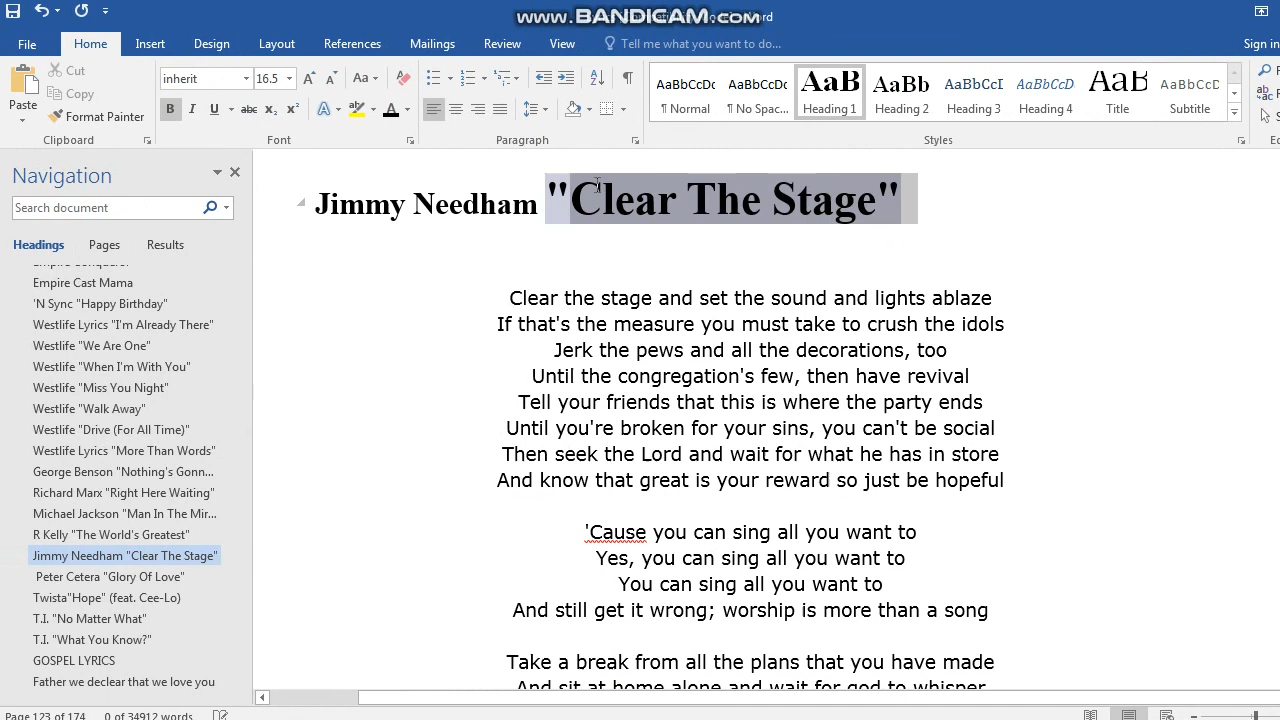 www.BANDICAM.com
File Home Insert Design Layout References Mailings Review View Tell me what you want to do... Sign in
Paste
Cut
Copy
Format Painter
Clipboard
inherit 16.5
Font
Paragraph
AaBbCcDc AaBbCcDc AaB AaBb AaBbCcI AaBbCcD AaBb AaBbCcDc
¶ Normal ¶ No Spac... Heading 1 Heading 2 Heading 3 Heading 4 Title Subtitle
Styles
Navigation
Search document
Headings Pages Results
Empire Cast Mama
'N Sync "Happy Birthday"
Westlife Lyrics "I'm Already There"
Westlife "We Are One"
Westlife "When I'm With You"
Westlife "Miss You Night"
Westlife "Walk Away"
Westlife "Drive (For All Time)"
Westlife "More Than Words"
George Benson "Nothing's Gonn...
Richard Marx "Right Here Waiting"
Michael Jackson "Man In The Mir...
R Kelly "The World's Greatest"
Jimmy Needham "Clear The Stage"
Peter Cetera "Glory Of Love"
Twista"Hope" (feat. Cee-Lo)
T.I. "No Matter What"
T.I. "What You Know?"
GOSPEL LYRICS
Father we declare that we love you
Jimmy Needham "Clear The Stage"
Clear the stage and set the sound and lights ablaze
If that's the measure you must take to crush the idols
Jerk the pews and all the decorations, too
Until the congregation's few, then have revival
Tell your friends that this is where the party ends
Until you're broken for your sins, you can't be social
Then seek the Lord and wait for what he has in store
And know that great is your reward so just be hopeful
'Cause you can sing all you want to
Yes, you can sing all you want to
You can sing all you want to
And still get it wrong; worship is more than a song
Take a break from all the plans that you have made
And sit at home alone and wait for god to whisper
Page 123 of 174 0 of 34912 words